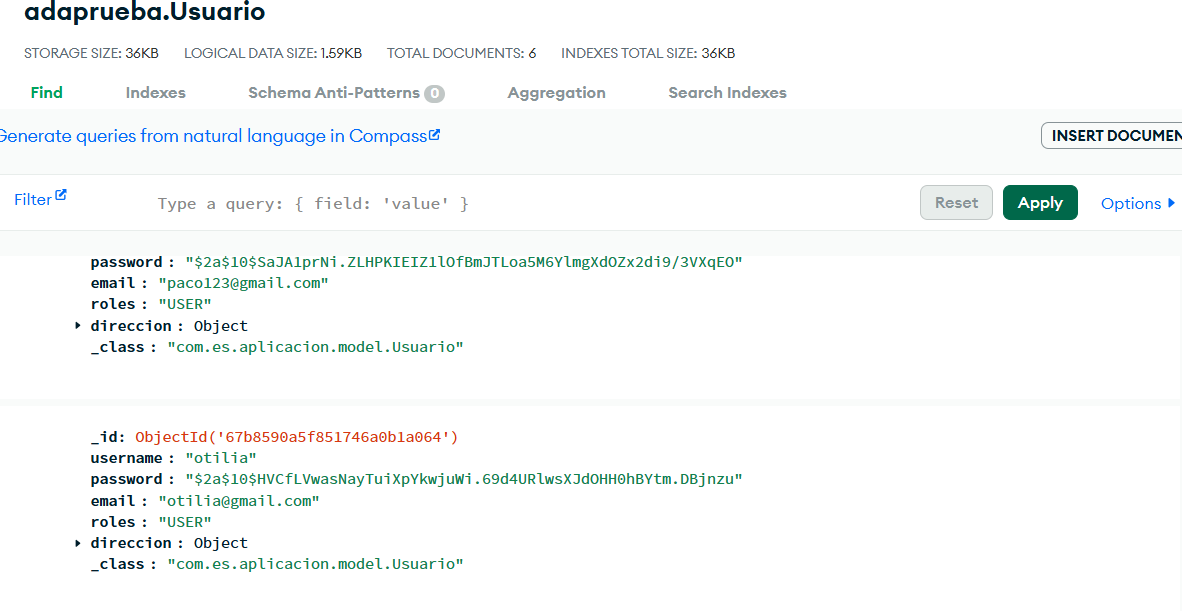 adaprueba.Usuario
STORAGE SIZE: 36KB LOGICAL DATA SIZE: 1.59KB TOTAL DOCUMENTS: 6 INDEXES TOTAL SIZE: 36KB
Find Indexes Schema Anti-Patterns 0 Aggregation Search Indexes
Generate queries from natural language in Compass
INSERT DOCUMEN
Filter Type a query: { field: 'value' } Reset Apply Options
password : "$2a$10$SaJA1prNi.ZLHPKIEIZ1lOfBmJTLoa5M6YlmgXdOZx2di9/3VXqEO"
email : "paco123@gmail.com"
roles : "USER"
direccion : Object
_class : "com.es.aplicacion.model.Usuario"
_id: ObjectId('67b8590a5f851746a0b1a064')
username : "otilia"
password : "$2a$10$HVCfLVwasNayTuiXpYkwjuWi.69d4URlwsXJdOHH0hBYtm.DBjnzu"
email : "otilia@gmail.com"
roles : "USER"
direccion : Object
_class : "com.es.aplicacion.model.Usuario"